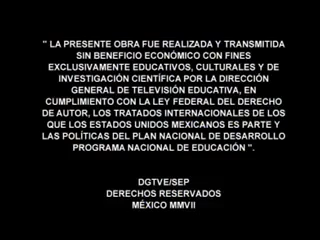 " LA PRESENTE OBRA FUE REALIZADA Y TRANSMITIDA
SIN BENEFICIO ECONÓMICO CON FINES
EXCLUSIVAMENTE EDUCATIVOS, CULTURALES Y DE
INVESTIGACIÓN CIENTÍFICA POR LA DIRECCIÓN
GENERAL DE TELEVISIÓN EDUCATIVA, EN
CUMPLIMIENTO CON LA LEY FEDERAL DEL DERECHO
DE AUTOR, LOS TRATADOS INTERNACIONALES DE LOS
QUE LOS ESTADOS UNIDOS MEXICANOS ES PARTE Y
LAS POLÍTICAS DEL PLAN NACIONAL DE DESARROLLO
PROGRAMA NACIONAL DE EDUCACIÓN ".
DGTVE/SEP
DERECHOS RESERVADOS
MÉXICO MMVII